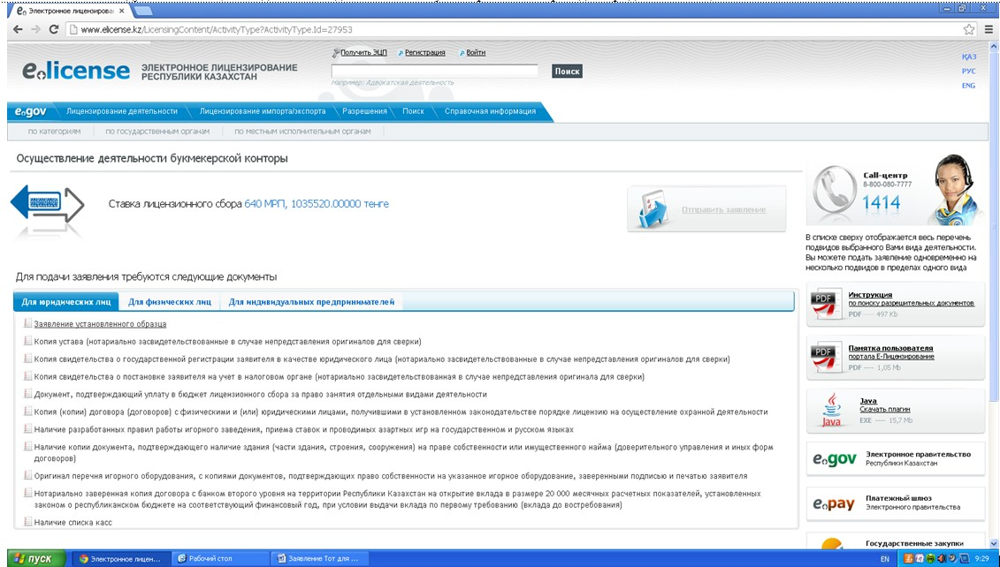 Электронное лицензирова
www.elicense.kz/LicensingContent/ActivityType?ActivityType.Id=27953
Получить ЭЦП Регистрация Войти
ҚАЗ
РУС
ENG
e.license ЭЛЕКТРОННОЕ ЛИЦЕНЗИРОВАНИЕ
РЕСПУБЛИКИ КАЗАХСТАН
Поиск
Например: Адвокатская деятельность
e.gov Лицензирование деятельности Лицензирование импорта/экспорта Разрешения Поиск Справочная информация
по категориям по государственным органам по местным исполнительным органам
Осуществление деятельности букмекерской конторы
Ставка лицензионного сбора 640 МРП, 1035520.00000 тенге
Отправить заявление
Call-центр
8-800-080-7777
1414
В списке сверху отображается весь перечень
подвидов выбранного Вами вида деятельности.
Вы можете подать заявление одновременно на
несколько подвидов в пределах одного вида
Для подачи заявления требуются следующие документы
Для юридических лиц Для физических лиц Для индивидуальных предпринимателей
Заявление установленного образца
Копия устава (нотариально засвидетельствованные в случае непредставления оригиналов для сверки)
Копия свидетельства о государственной регистрации заявителя в качестве юридического лица (нотариально засвидетельствованные в случае непредставления оригиналов для сверки)
Копия свидетельства о постановке заявителя на учет в налоговом органе (нотариально засвидетельствованная в случае непредставления оригинала для сверки)
Документ, подтверждающий уплату в бюджет лицензионного сбора за право занятия отдельными видами деятельности
Копия (копии) договора (договоров) с физическими и (или) юридическими лицами, получившими в установленном законодательстве порядке лицензию на осуществление охранной деятельности
Наличие разработанных правил работы игорного заведения, приема ставок и проводимых азартных игр на государственном и русском языках
Наличие копии документа, подтверждающего наличие здания (части здания, строения, сооружения) на праве собственности или имущественного найма (доверительного управления и иных форм
договоров)
Оригинал перечня игорного оборудования, с копиями документов, подтверждающих право собственности на указанное игорное оборудование, заверенными подписью и печатью заявителя
Нотариально заверенная копия договора с банком второго уровня на территории Республики Казахстан на открытие вклада в размере 20 000 месячных расчетных показателей, установленных
законом о республиканском бюджете на соответствующий финансовый год, при условии выдачи вклада по первому требованию (вклада до востребования)
Наличие списка касс
PDF
Инструкция
по поиску разрешительных документов
PDF ---- 497 Kb
PDF
Памятка пользователя
портала Е-Лицензирование
PDF ---- 1,05 Mb
Java
Java
Скачать плагин
EXE ---- 15,7 Mb
e.gov
Электронное правительство
Республики Казахстан
e.pay
Платежный шлюз
Электронного правительства
Государственные закупки
пуск Электронное лицен... Рабочий стол Заявление Тот для ... EN 9:29